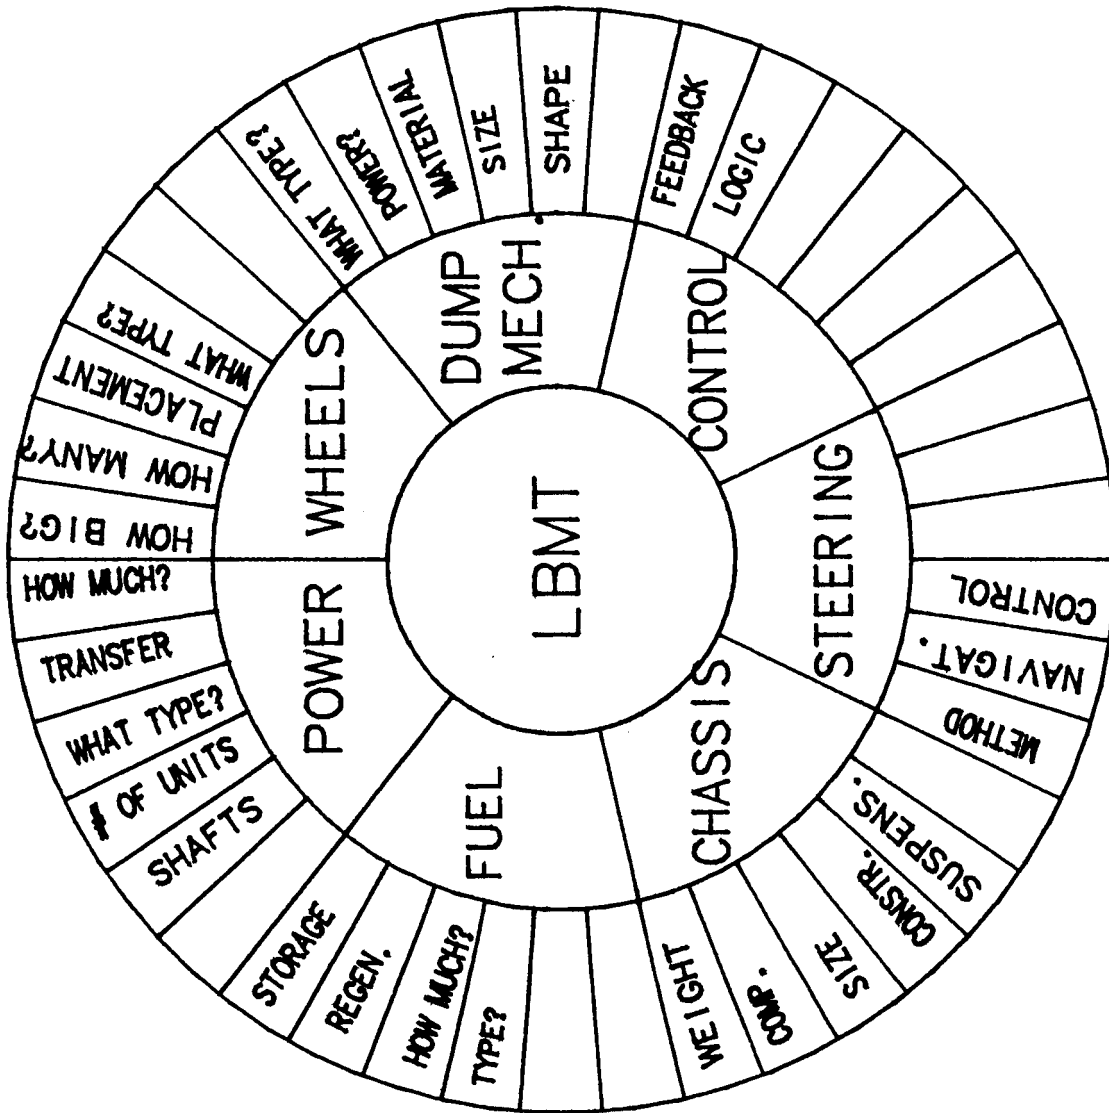 LBMT
DUMP
MECH.
CONTROL
STEERING
CHASSIS
FUEL
POWER
WHEELS
WHAT TYPE?
POWER?
MATERIAL
SIZE
SHAPE
FEEDBACK
LOGIC
CONTROL
NAVIGAT.
METHOD
SUSPENS.
CONSTR.
SIZE
COMP.
WEIGHT
TYPE?
HOW MUCH?
REGEN.
STORAGE
SHAFTS
# OF UNITS
WHAT TYPE?
TRANSFER
HOW MUCH?
HOW BIG?
HOW MANY?
PLACEMENT
WHAT TYPE?